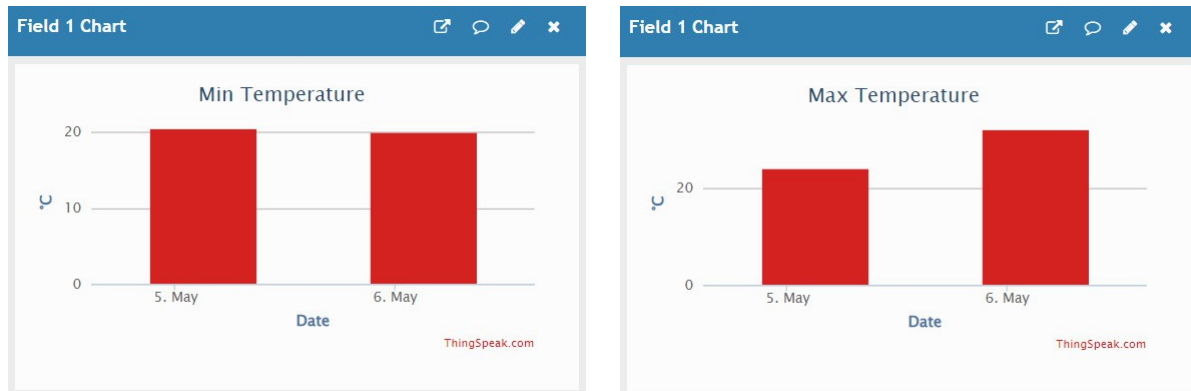 Field 1 Chart
Min Temperature
20
10
0
°C
5. May
6. May
Date
ThingSpeak.com
Field 1 Chart
Max Temperature
20
0
°C
5. May
6. May
Date
ThingSpeak.com